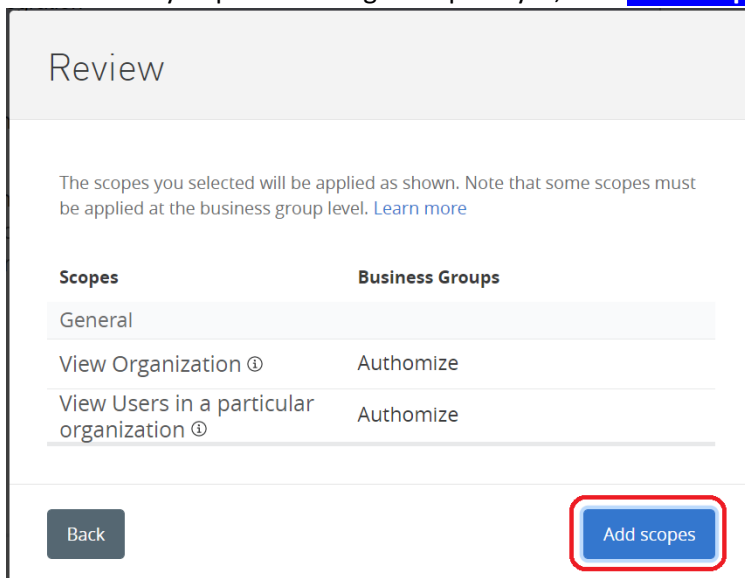 Review
The scopes you selected will be applied as shown. Note that some scopes must
be applied at the business group level. Learn more
Scopes Business Groups
General
View Organization ⓘ Authomize
View Users in a particular
organization ⓘ Authomize
Back Add scopes